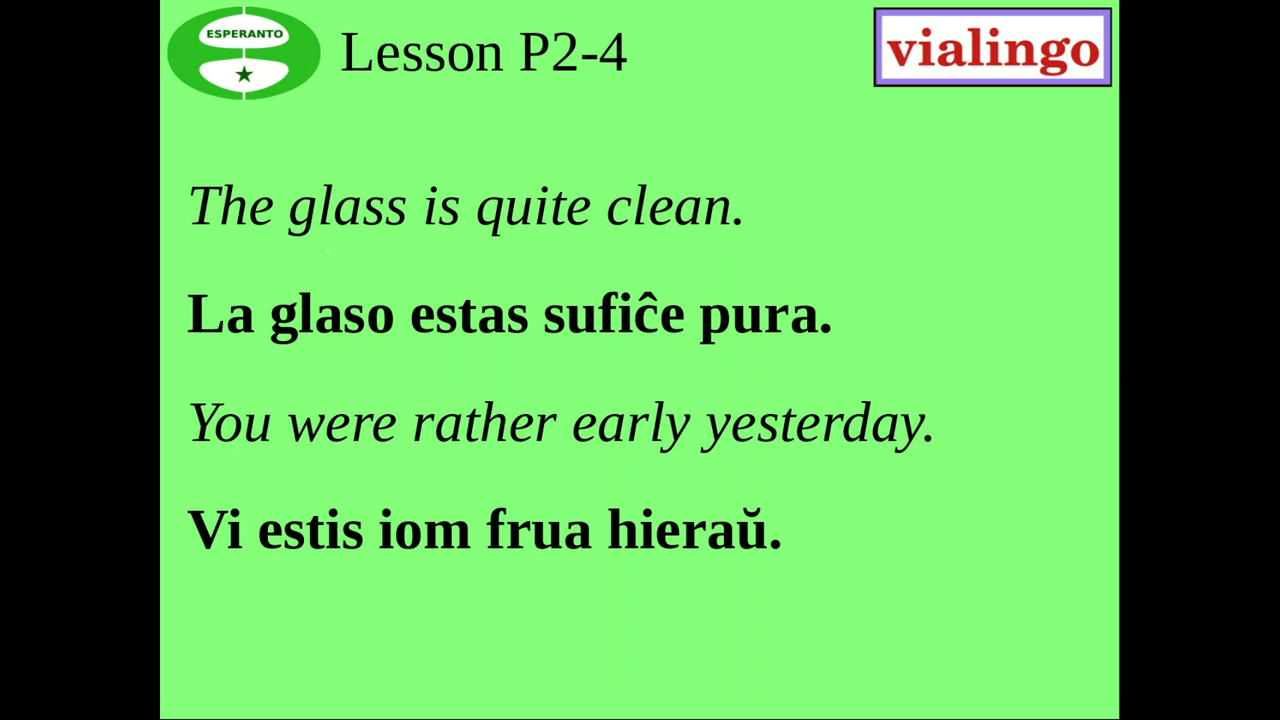 ESPERANTO
Lesson P2-4
vialingo
The glass is quite clean.
La glaso estas sufiĉe pura.
You were rather early yesterday.
Vi estis iom frua hieraŭ.